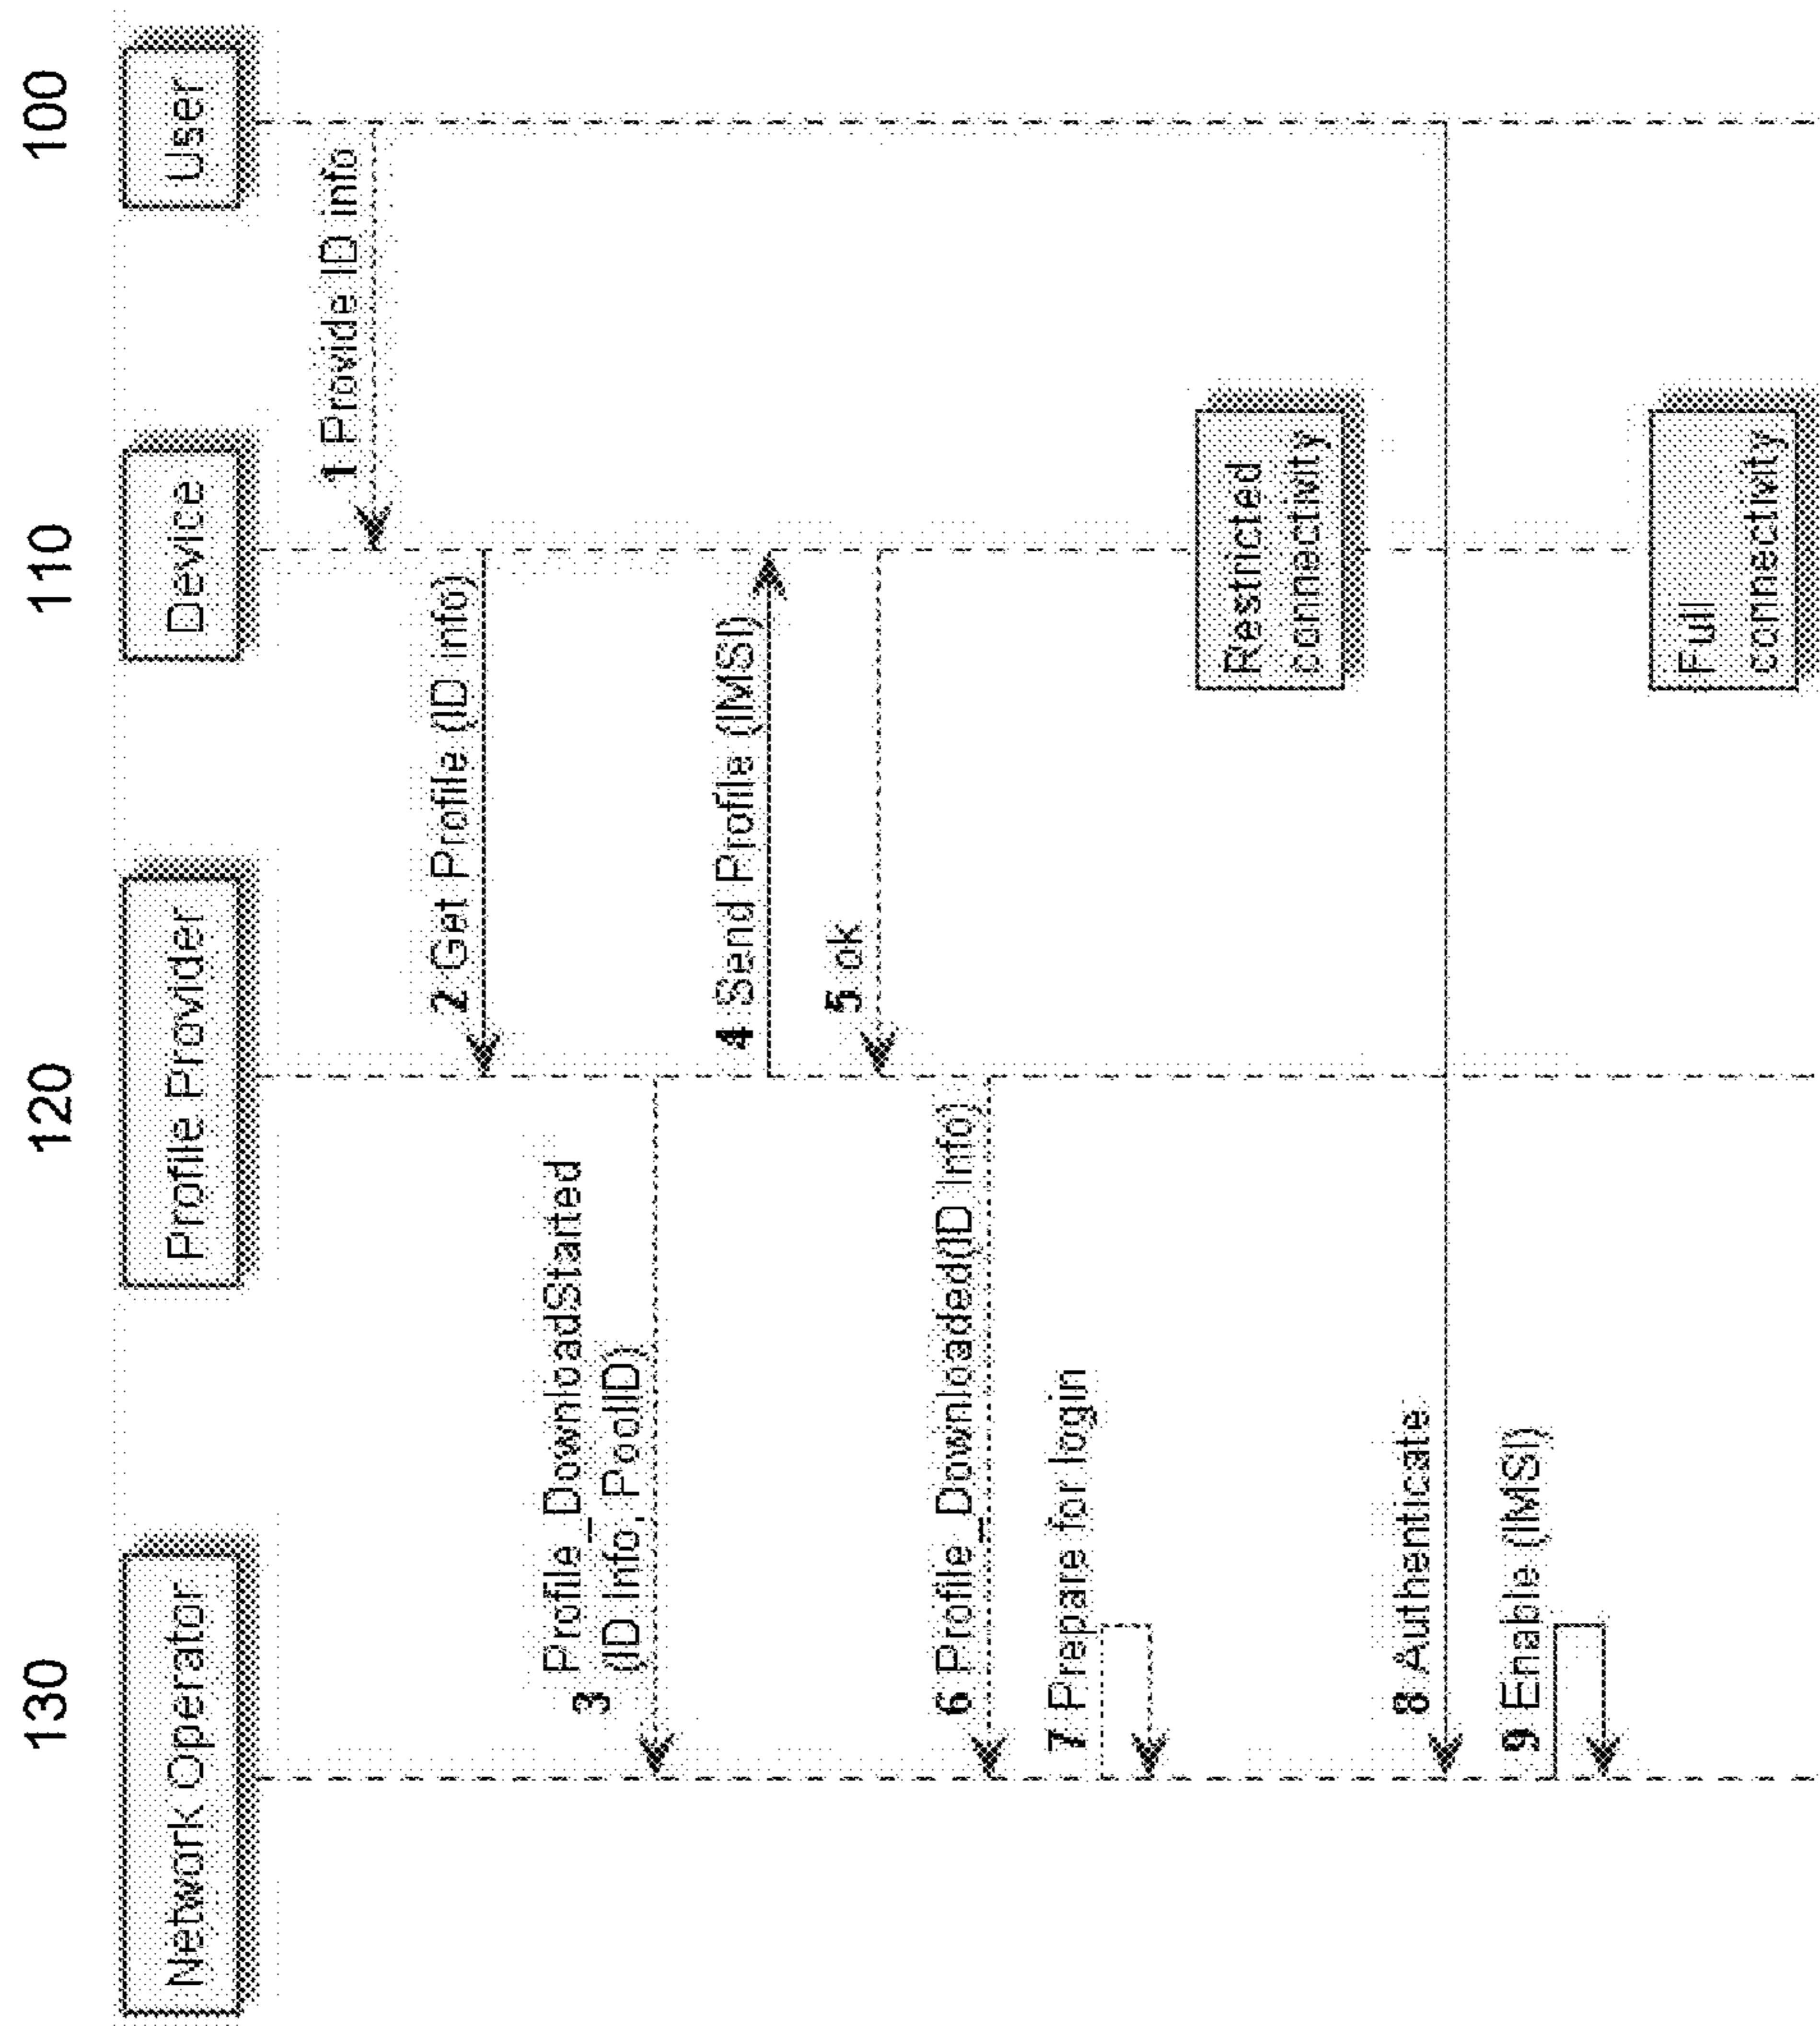 130
120
110
100
Network Operator
Profile Provider
Device
User
1 Provide ID info
2 Get Profile (ID info)
3 Profile_DownloadStarted
(ID Info, PoolID)
4 Send Profile (IMSI)
5 ok
6 Profile_Downloaded(ID Info)
7 Prepare for login
Restricted
connectivity
8 Authenticate
9 Enable (IMSI)
Full
connectivity